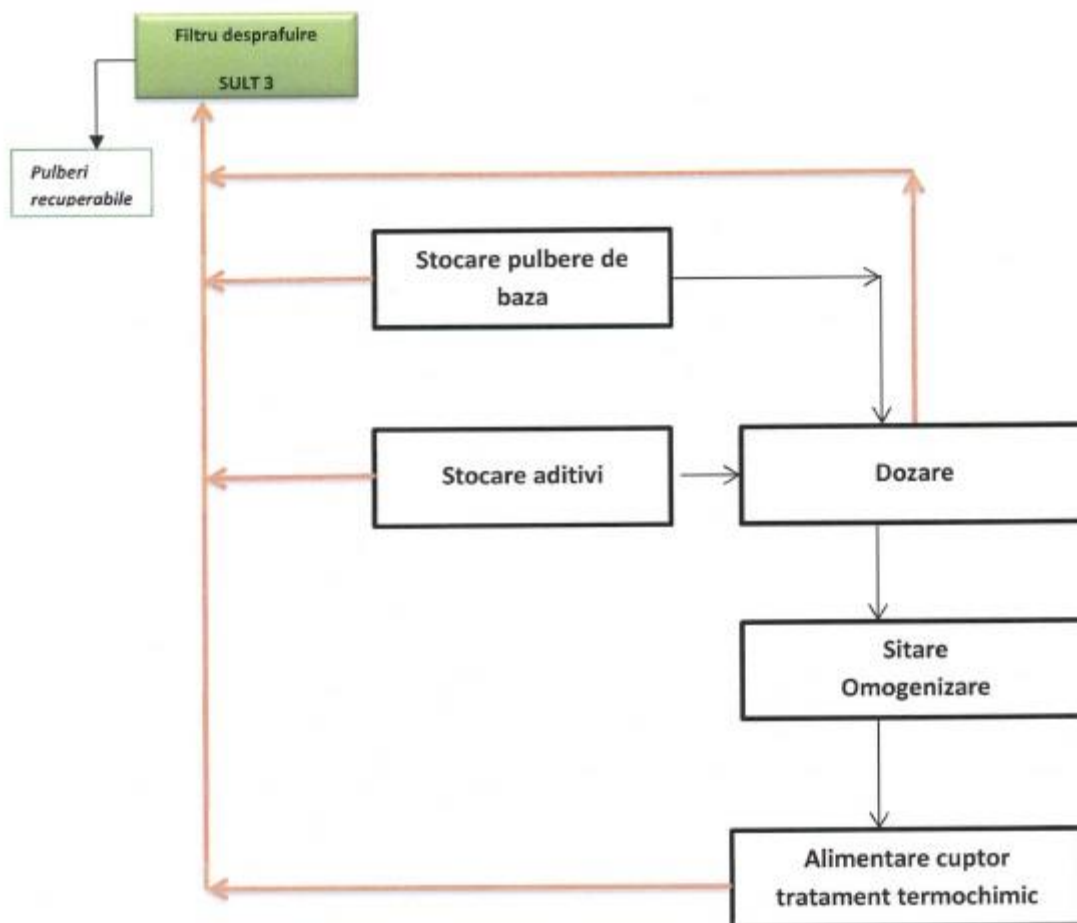 Filtru desprafuire
SULT 3
Pulberi
recuperabile
Stocare pulbere de
baza
Stocare aditivi
Dozare
Sitare
Omogenizare
Alimentare cuptor
tratament termochimic